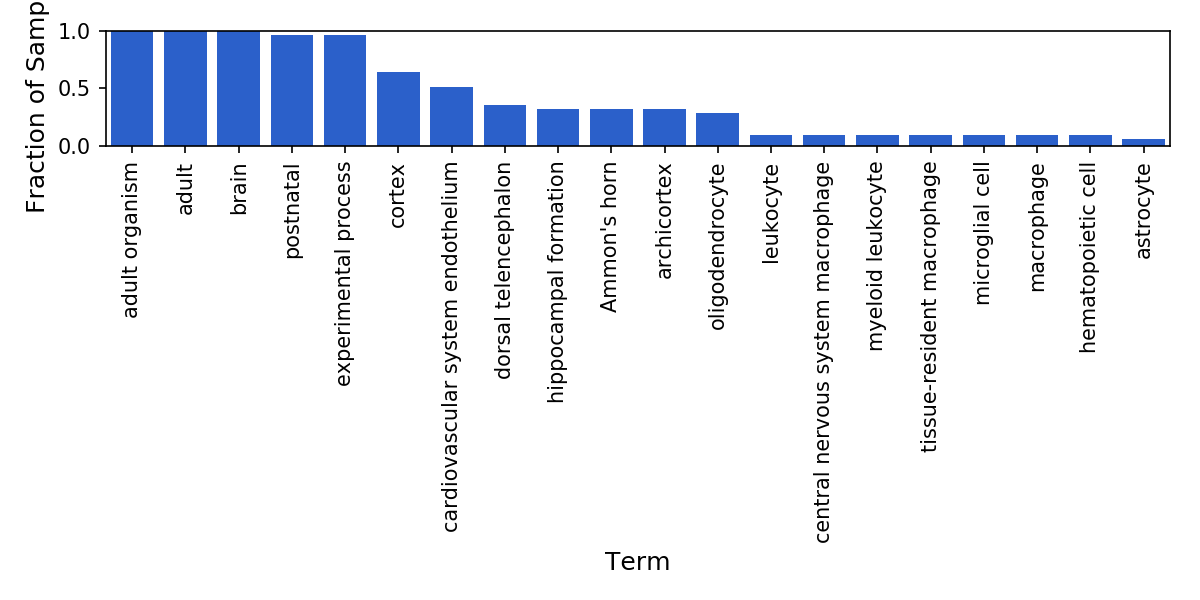 Fraction of Samp
1.0
0.5
0.0
adult organism
adult
brain
postnatal
experimental process
cortex
cardiovascular system endothelium
dorsal telencephalon
hippocampal formation
Ammon's horn
archicortex
oligodendrocyte
leukocyte
central nervous system macrophage
myeloid leukocyte
tissue-resident macrophage
microglial cell
macrophage
hematopoietic cell
astrocyte
Term